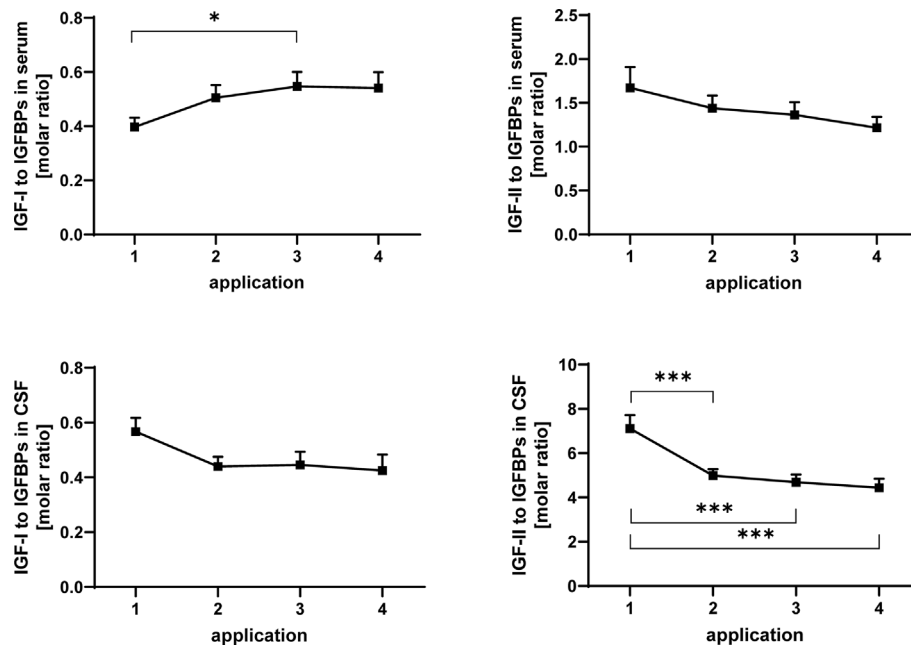 IGF-I to IGFBPs in serum
[molar ratio]
0.8
0.6
0.4
0.2
0.0
*
1 2 3 4
application
IGF-II to IGFBPs in serum
[molar ratio]
2.5
2.0
1.5
1.0
0.5
0.0
1 2 3 4
application
IGF-I to IGFBPs in CSF
[molar ratio]
0.8
0.6
0.4
0.2
0.0
1 2 3 4
application
IGF-II to IGFBPs in CSF
[molar ratio]
10
8
6
4
2
0
***
***
***
1 2 3 4
application